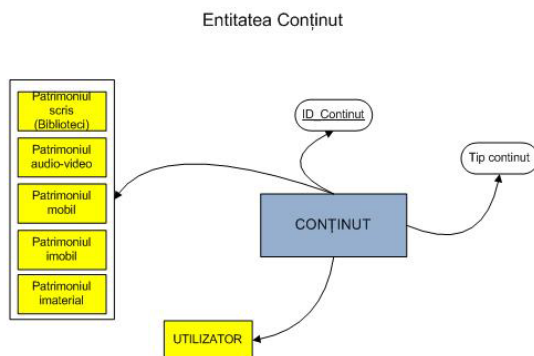 Entitatea Conținut
Patrimoniul
scris
(Biblioteci)
Patrimoniul
audio-video
Patrimoniul
mobil
Patrimoniul
imobil
Patrimoniul
imaterial
ID_Continut
Tip continut
CONȚINUT
UTILIZATOR